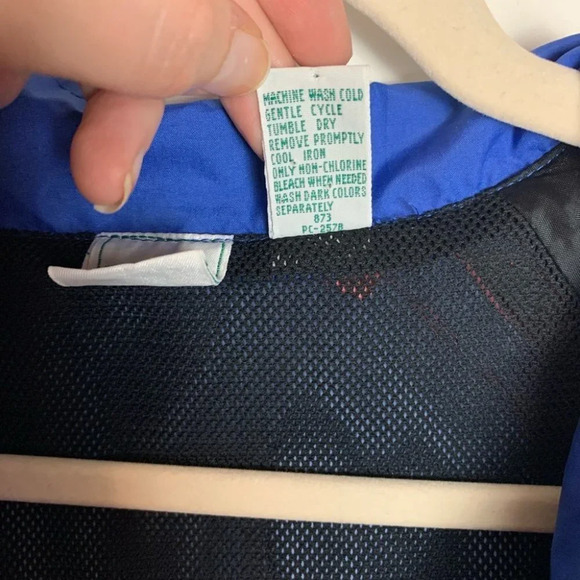 MACHINE WASH COLD
GENTLE CYCLE
TUMBLE DRY
REMOVE PROMPTLY
COOL IRON
ONLY NON-CHLORINE
BLEACH WHEN NEEDED
WASH DARK COLORS
SEPARATELY
873
PC-2578